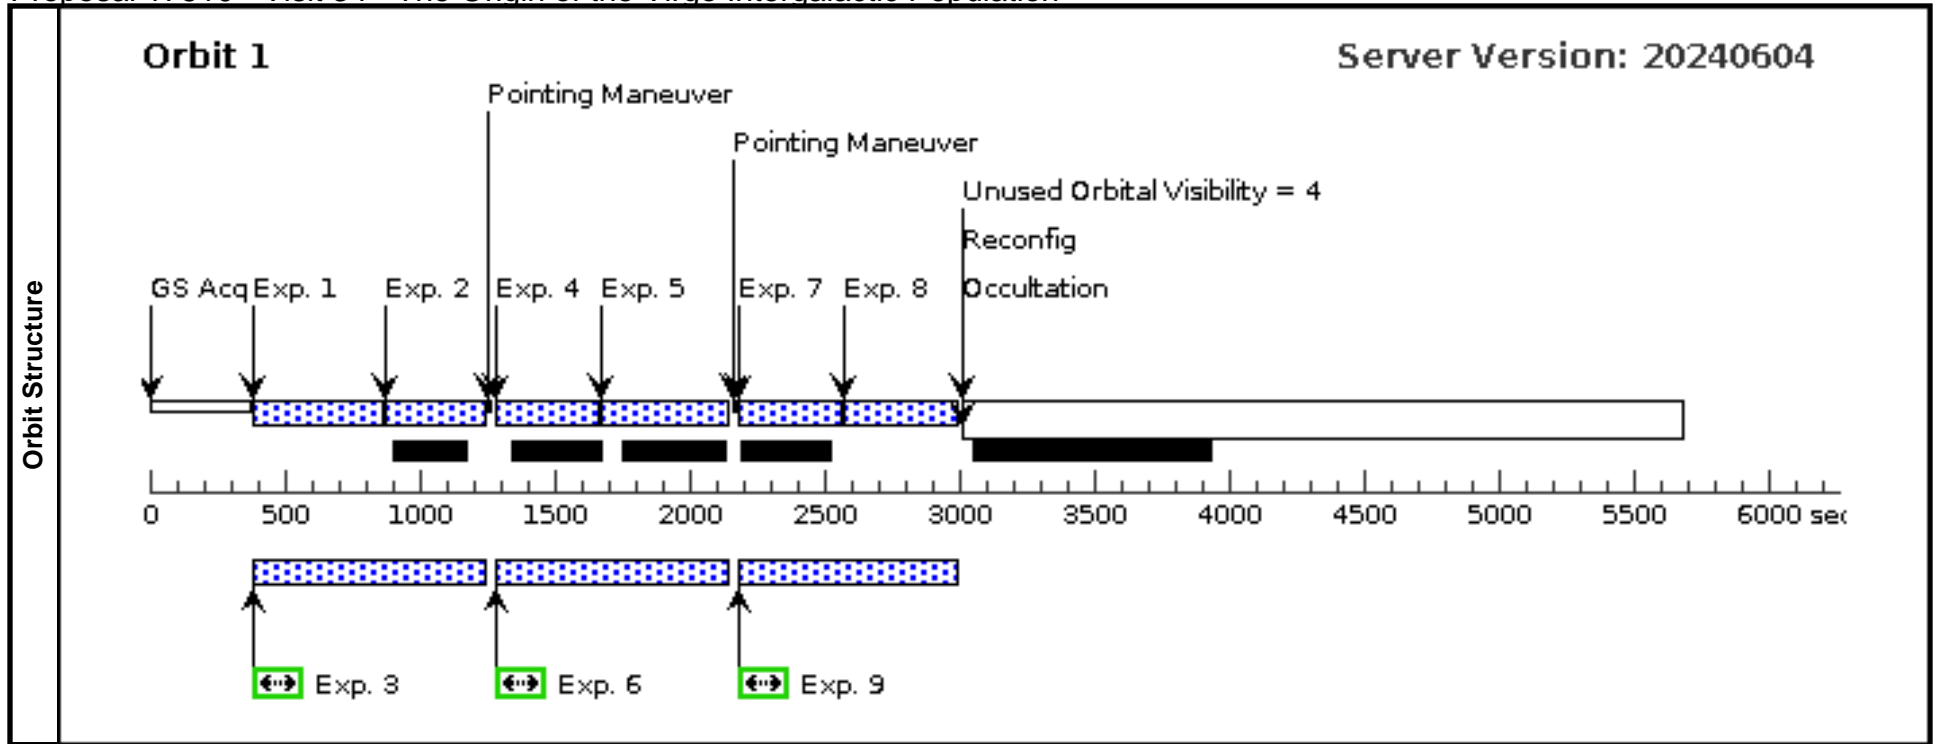 Orbit 1
Server Version: 20240604
Pointing Maneuver
Pointing Maneuver
Unused Orbital Visibility = 4
Reconfig
GS Acq Exp. 1 Exp. 2 Exp. 4 Exp. 5 Exp. 7 Exp. 8 Occultation
Orbit Structure
0 500 1000 1500 2000 2500 3000 3500 4000 4500 5000 5500 6000 sec
Exp. 3 Exp. 6 Exp. 9